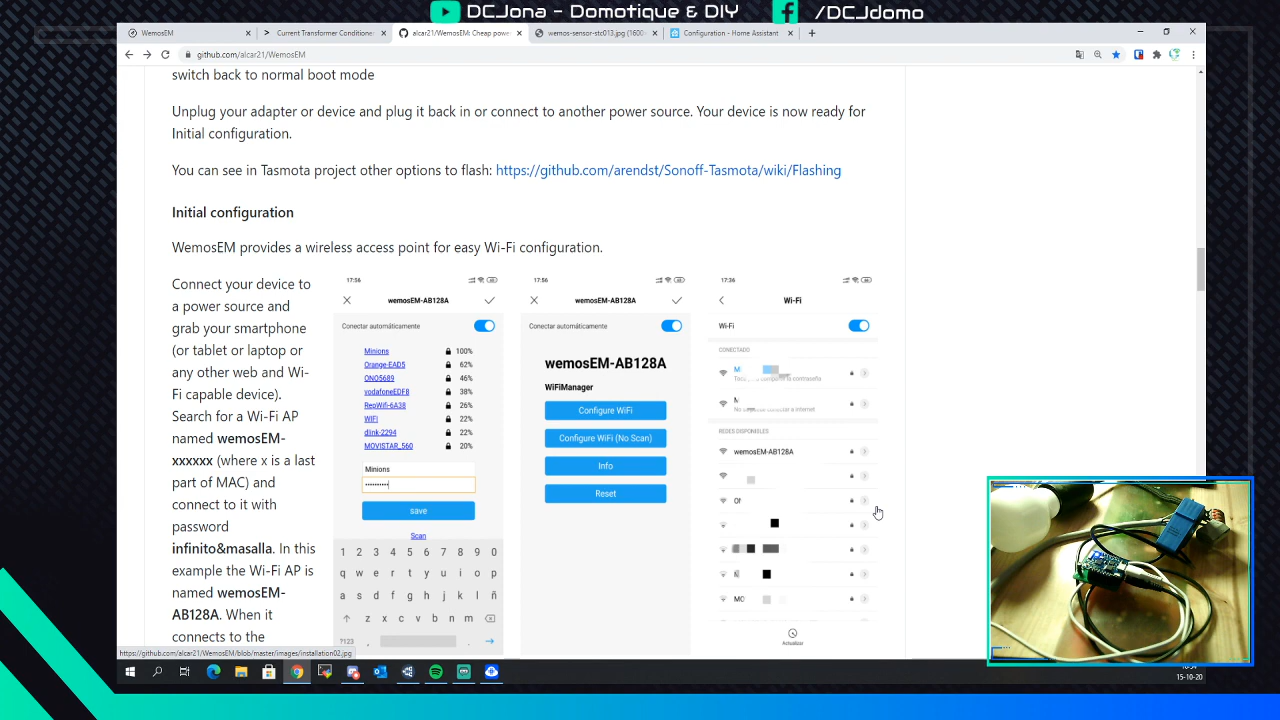 DCJona - Domotique & DIY
/DCJdomo
WemosEM
Current Transformer Conditione
alcar21/WemosEM: Cheap powe
wemos-sensor-stc013.jpg (1600
Configuration - Home Assistant
github.com/alcar21/WemosEM
switch back to normal boot mode
Unplug your adapter or device and plug it back in or connect to another power source. Your device is now ready for
Initial configuration.
You can see in Tasmota project other options to flash: https://github.com/arendst/Sonoff-Tasmota/wiki/Flashing
Initial configuration
WemosEM provides a wireless access point for easy Wi-Fi configuration.
Connect your device to
a power source and
grab your smartphone
(or tablet or laptop or
any other web and Wi-
Fi capable device).
Search for a Wi-Fi AP
named wemosEM-
xxxxxx (where x is a last
part of MAC) and
connect to it with
password
infinito&masalla. In this
example the Wi-Fi AP is
named wemosEM-
AB128A. When it
connects to the
17:56
wemosEM-AB128A
Conectar automáticamente
Minions 100%
Orange-EAD5 62%
ONO5689 46%
vodafoneEDF8 38%
RepWifi-6A38 26%
WIFI 22%
dlink-2294 22%
MOVISTAR_560 20%
Minions
save
Scan
1 2 3 4 5 6 7 8 9 0
q w e r t y u i o p
a s d f g h j k l ñ
z x c v b n m
?123 ,
17:56
wemosEM-AB128A
Conectar automáticamente
wemosEM-AB128A
WiFiManager
Configure WiFi
Configure WiFi (No Scan)
Info
Reset
17:36
Wi-Fi
Wi-Fi
CONECTADO
M
REDES DISPONIBLES
wemosEM-AB128A
MO
Actualizar
https://github.com/alcar21/WemosEM/blob/master/images/installation02.jpg
15-10-20